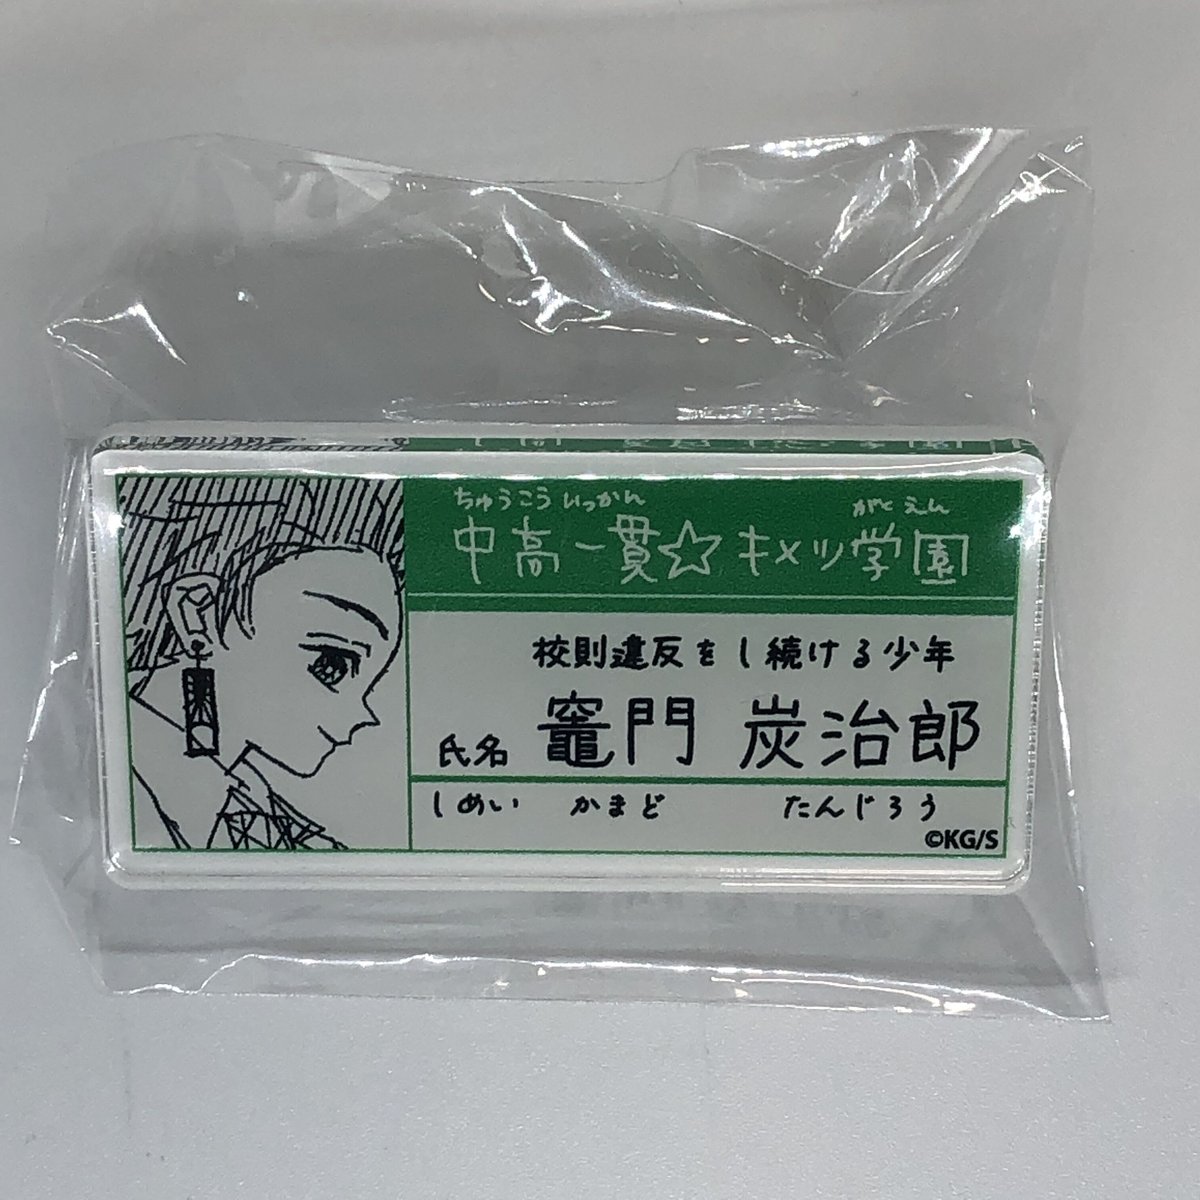 ちゅうこう いっかん がくえん
中高一貫☆キメツ学園
校則違反をし続ける少年
氏名 竈門 炭治郎
しめい かまど たんじろう
©KG/S